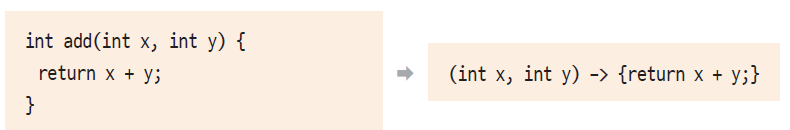 int add(int x, int y) {
return x + y;
}
(int x, int y) –> {return x + y;}